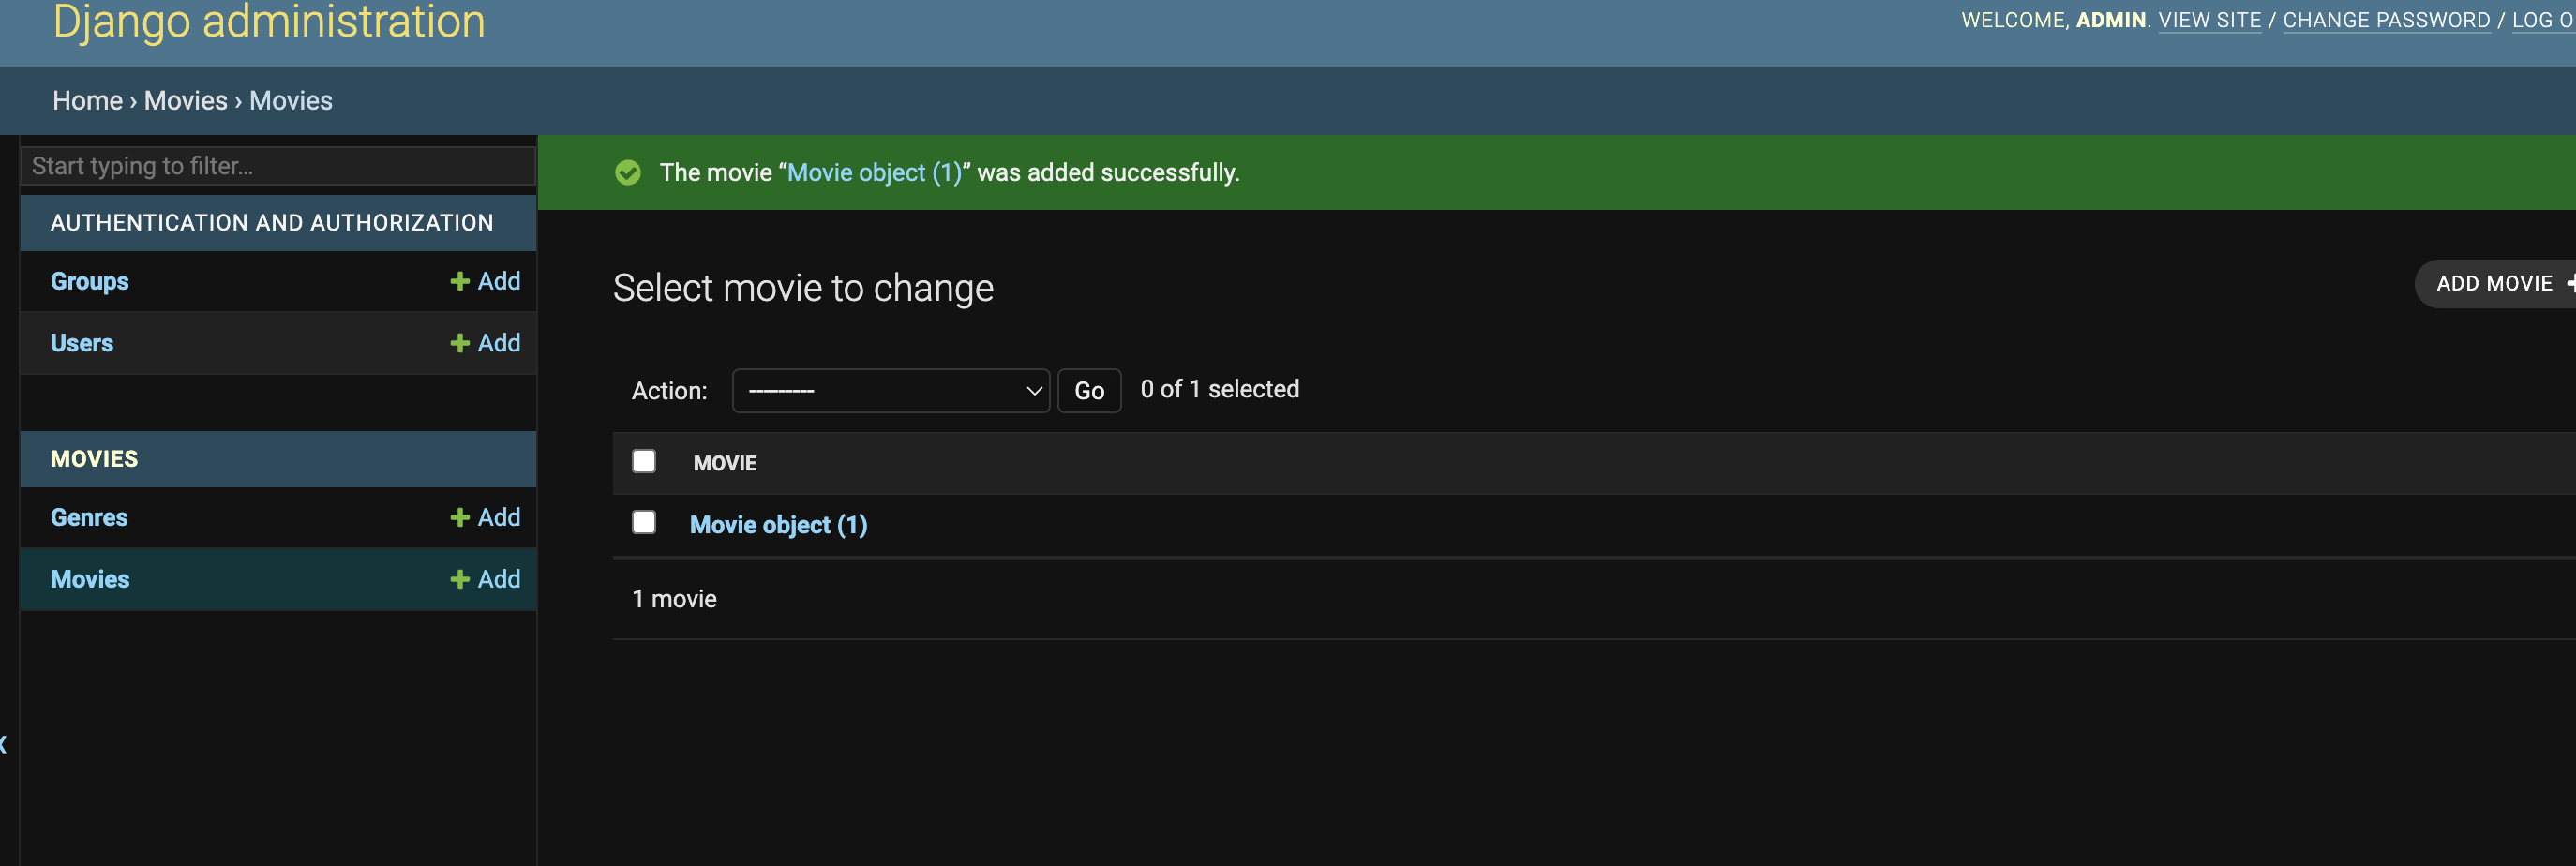 Django administration
WELCOME, ADMIN. VIEW SITE / CHANGE PASSWORD / LOG O
Home › Movies › Movies
Start typing to filter...
The movie “Movie object (1)” was added successfully.
AUTHENTICATION AND AUTHORIZATION
Groups + Add
Users + Add
MOVIES
Genres + Add
Movies + Add
Select movie to change
ADD MOVIE +
Action: --------- Go 0 of 1 selected
MOVIE
Movie object (1)
1 movie